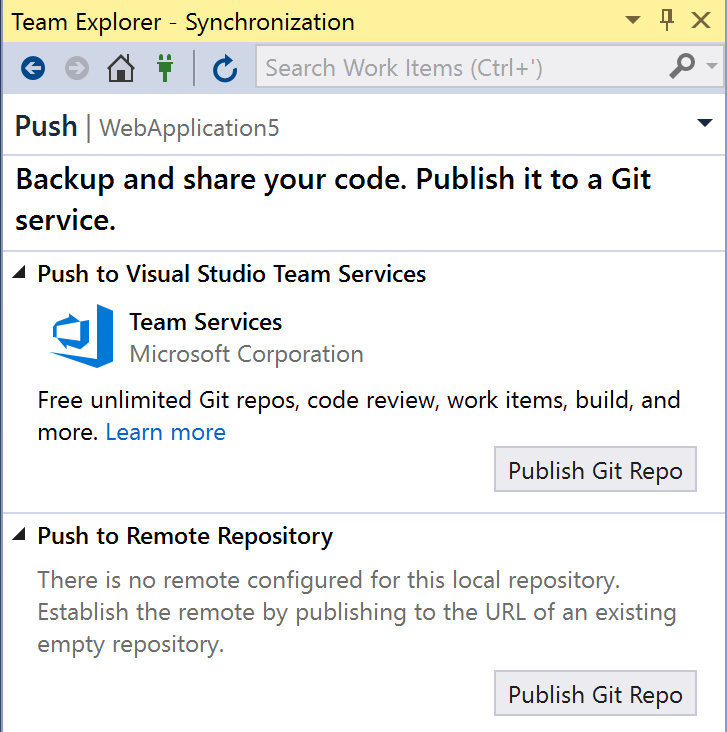 Team Explorer - Synchronization
Search Work Items (Ctrl+')
Push | WebApplication5
Backup and share your code. Publish it to a Git
service.
Push to Visual Studio Team Services
Team Services
Microsoft Corporation
Free unlimited Git repos, code review, work items, build, and
more. Learn more
Publish Git Repo
Push to Remote Repository
There is no remote configured for this local repository.
Establish the remote by publishing to the URL of an existing
empty repository.
Publish Git Repo